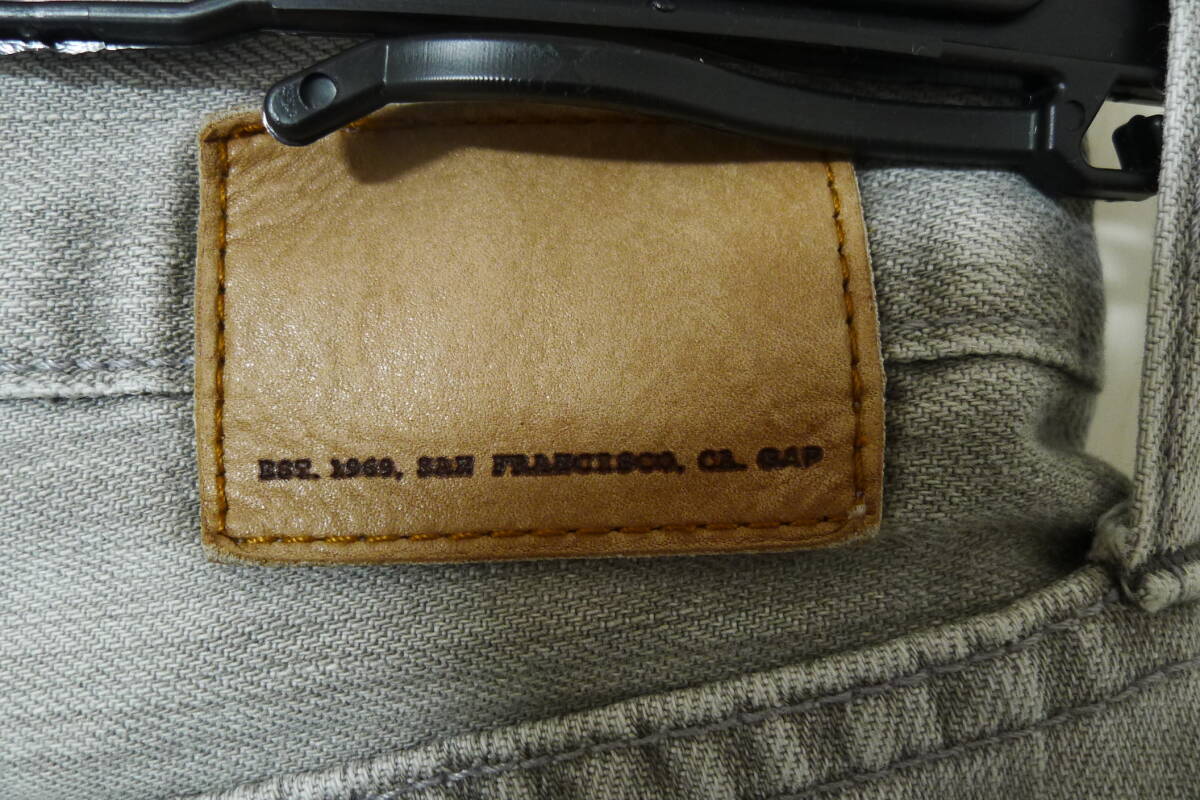 EST. 1969, SAN FRANCISCO, CA. GAP